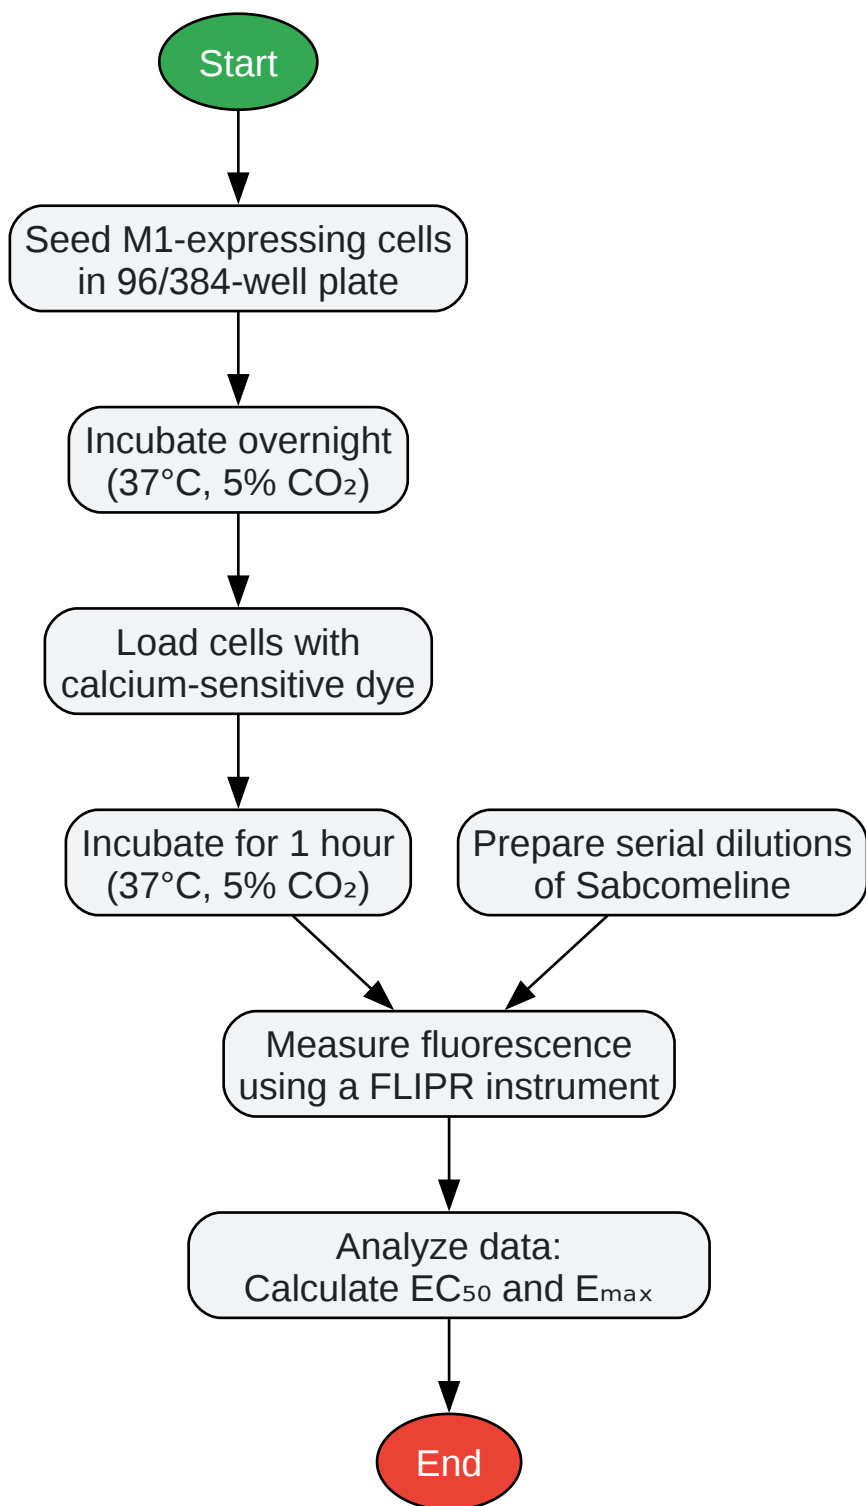 Start
Seed M1-expressing cells
in 96/384-well plate
Incubate overnight
(37°C, 5% CO₂)
Load cells with
calcium-sensitive dye
Incubate for 1 hour
(37°C, 5% CO₂)
Prepare serial dilutions
of Sabcomeline
Measure fluorescence
using a FLIPR instrument
Analyze data:
Calculate EC₅₀ and Eₘₐₓ
End